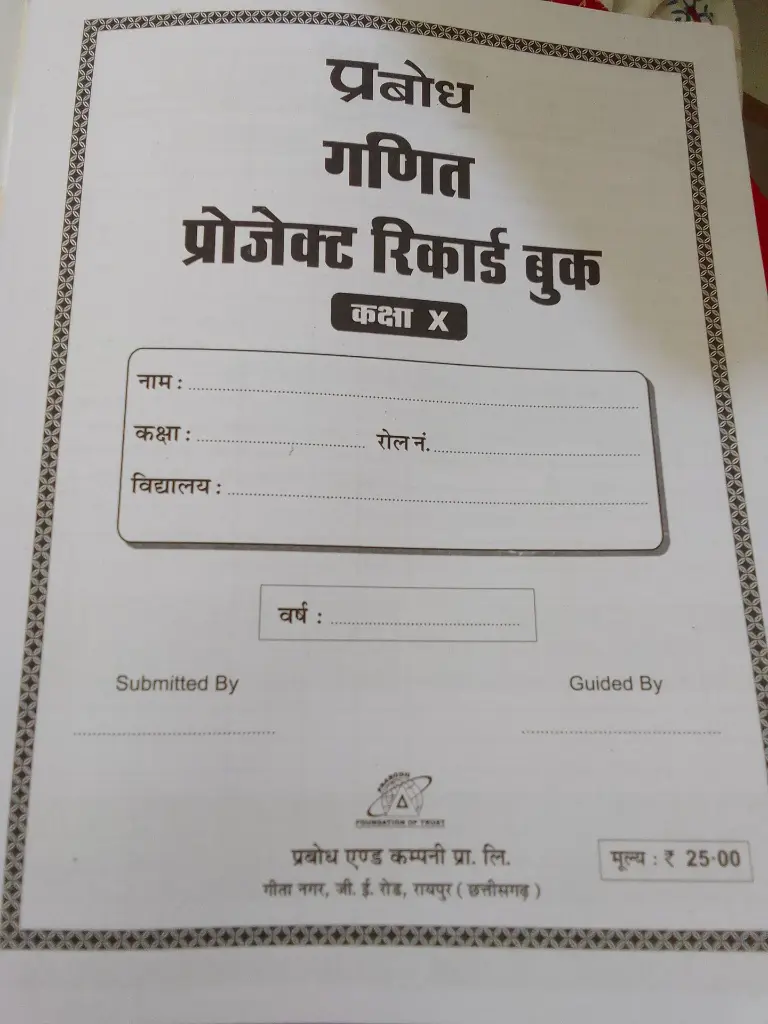 प्रबोध
गणित
प्रोजेक्ट रिकार्ड बुक
कक्षा X
नाम : ........................................
कक्षा : .................... रोल नं. ....................
विद्यालय : ........................................
वर्ष : ....................
Submitted By
Guided By
PRABODH
FOUNDATION OF TRUST
प्रबोध एण्ड कम्पनी प्रा. लि.
मूल्य : ₹ 25·00
गीता नगर, जी. ई. रोड, रायपुर ( छत्तीसगढ़ )